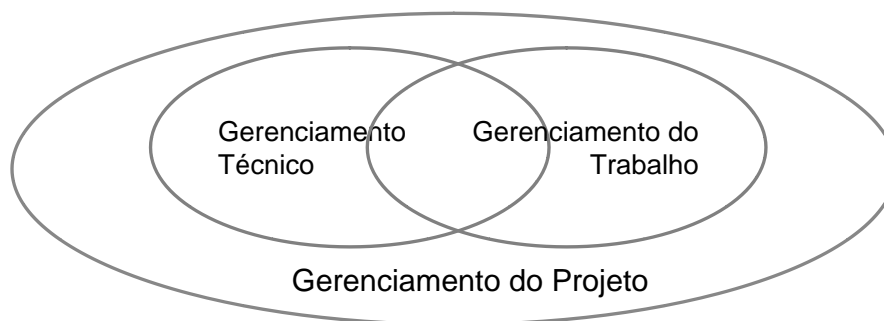 Gerenciamento
Técnico
Gerenciamento do
Trabalho
Gerenciamento do Projeto